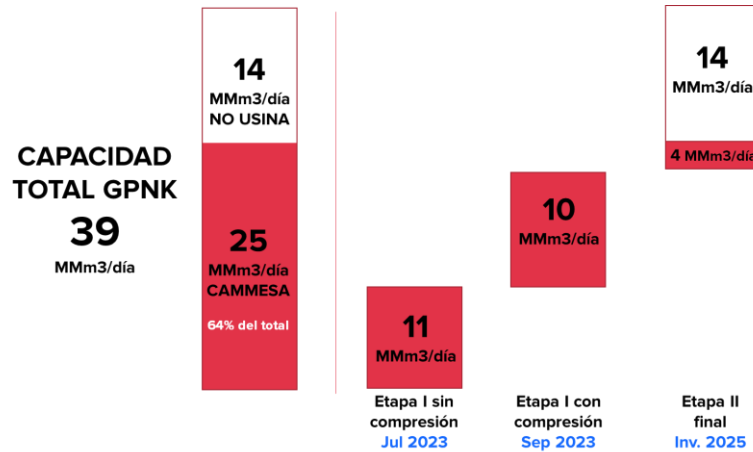 CAPACIDAD
TOTAL GPNK
39
MMm3/día
14
MMm3/día
NO USINA
25
MMm3/día
CAMMESA
64% del total
11
MMm3/día
Etapa I sin
compresión
Jul 2023
10
MMm3/día
Etapa I con
compresión
Sep 2023
14
MMm3/día
4 MMm3/día
Etapa II
final
Inv. 2025